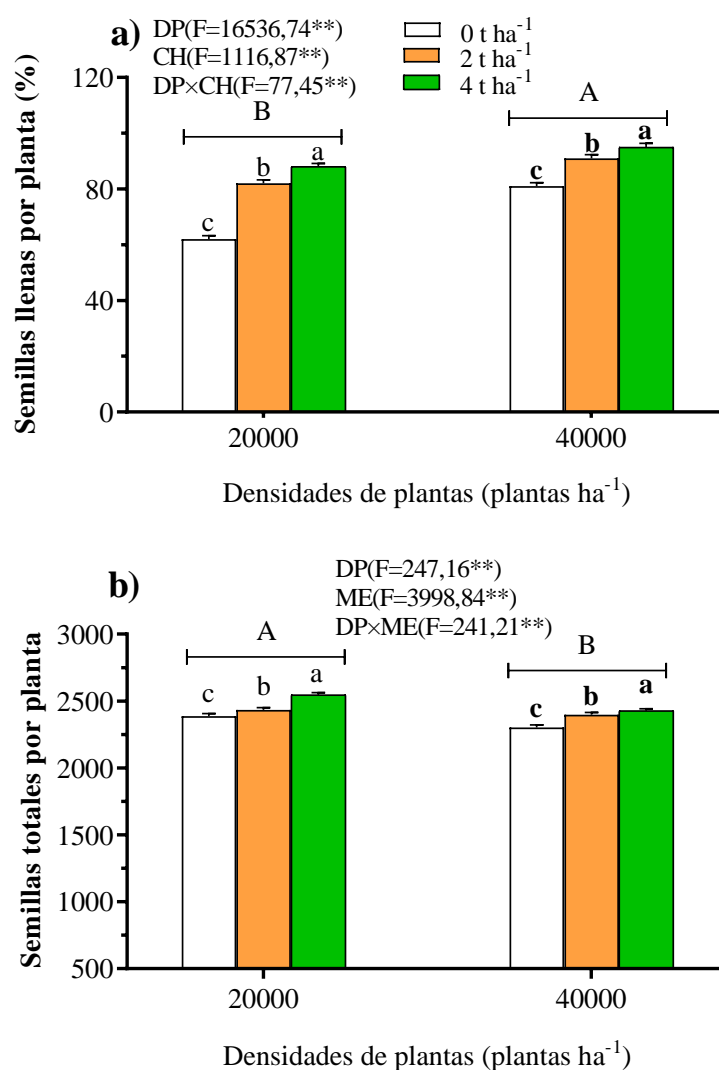 a)
DP(F=16536,74**)
CH(F=1116,87**)
DP×CH(F=77,45**)
0 t ha-1
2 t ha-1
4 t ha-1
Semillas llenas por planta (%)
120
80
40
0
B
c
b
a
A
c
b
a
20000
40000
Densidades de plantas (plantas ha-1)
b)
DP(F=247,16**)
ME(F=3998,84**)
DP×ME(F=241,21**)
Semillas totales por planta
3000
2500
2000
1500
1000
500
A
c
b
a
B
c
b
a
20000
40000
Densidades de plantas (plantas ha-1)